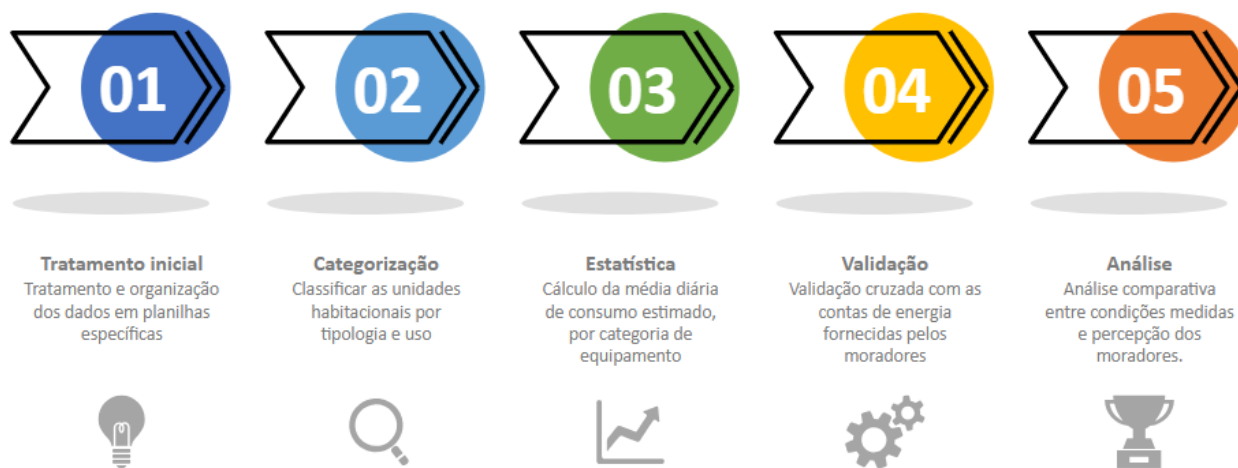 01
02
03
04
05
Tratamento inicial
Tratamento e organização
dos dados em planilhas
específicas
Categorização
Classificar as unidades
habitacionais por
tipologia e uso
Estatística
Cálculo da média diária
de consumo estimado,
por categoria de
equipamento
Validação
Validação cruzada com as
contas de energia
fornecidas pelos
moradores
Análise
Análise comparativa
entre condições medidas
e percepção dos
moradores.